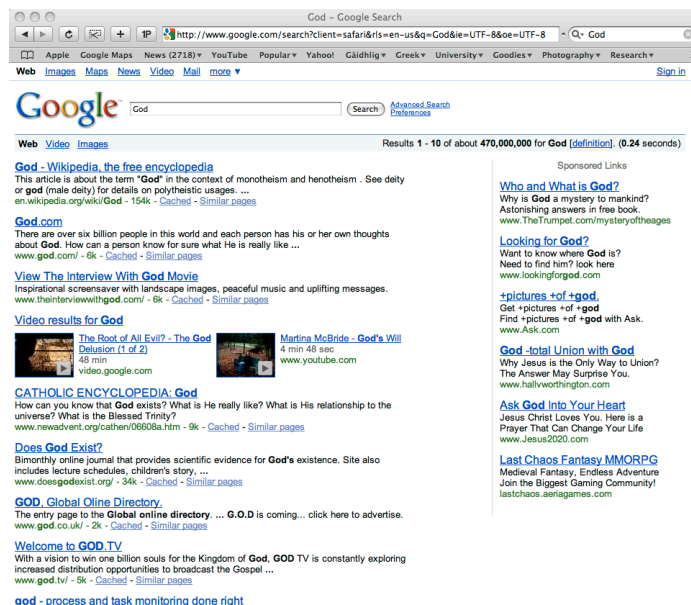 God – Google Search
1P http://www.google.com/search?client=safari&rls=en-us&q=God&ie=UTF-8&oe=UTF-8 God
Apple Google Maps News (2718) YouTube Popular Yahoo! Gàidhlig Greek University Goodies Photography Research
Web Images Maps News Video Mail more ▼ Sign in
Google God Search Advanced Search
Preferences
Web Video Images Results 1 - 10 of about 470,000,000 for God [definition]. (0.24 seconds)
God - Wikipedia, the free encyclopedia
This article is about the term "God" in the context of monotheism and henotheism . See deity
or god (male deity) for details on polytheistic usages. ...
en.wikipedia.org/wiki/God - 154k - Cached - Similar pages
God.com
There are over six billion people in this world and each person has his or her own thoughts
about God. How can a person know for sure what He is really like ...
www.god.com/ - 6k - Cached - Similar pages
View The Interview With God Movie
Inspirational screensaver with landscape images, peaceful music and uplifting messages.
www.theinterviewwithgod.com/ - 6k - Cached - Similar pages
Video results for God
The Root of All Evil? - The God
Delusion (1 of 2)
48 min
video.google.com
Martina McBride - God's Will
4 min 48 sec
www.youtube.com
CATHOLIC ENCYCLOPEDIA: God
How can you know that God exists? What is He really like? What is His relationship to the
universe? What is the Blessed Trinity?
www.newadvent.org/cathen/06608a.htm - 9k - Cached - Similar pages
Does God Exist?
Bimonthly online journal that provides scientific evidence for God's existence. Site also
includes lecture schedules, children's story, ...
www.doesgodexist.org/ - 34k - Cached - Similar pages
GOD, Global Oline Directory.
The entry page to the Global online directory. ... G.O.D is coming... click here to advertise.
www.god.co.uk/ - 2k - Cached - Similar pages
Welcome to GOD.TV
With a vision to win one billion souls for the Kingdom of God, GOD TV is constantly exploring
increased distribution opportunities to broadcast the Gospel ...
www.god.tv/ - 5k - Cached - Similar pages
god - process and task monitoring done right
Sponsored Links
Who and What is God?
Why is God a mystery to mankind?
Astonishing answers in free book.
www.TheTrumpet.com/mysteryoftheages
Looking for God?
Want to know where God is?
Need to find him? look here
www.lookingforgod.com
+pictures +of +god.
Get +pictures +of +god
Find +pictures +of +god with Ask.
www.Ask.com
God -total Union with God
Why Jesus is the Only Way to Union?
The Answer May Surprise You.
www.hallvworthington.com
Ask God Into Your Heart
Jesus Christ Loves You. Here is a
Prayer That Can Change Your Life
www.Jesus2020.com
Last Chaos Fantasy MMORPG
Medieval Fantasy, Endless Adventure
Join the Biggest Gaming Community!
lastchaos.aeriagames.com